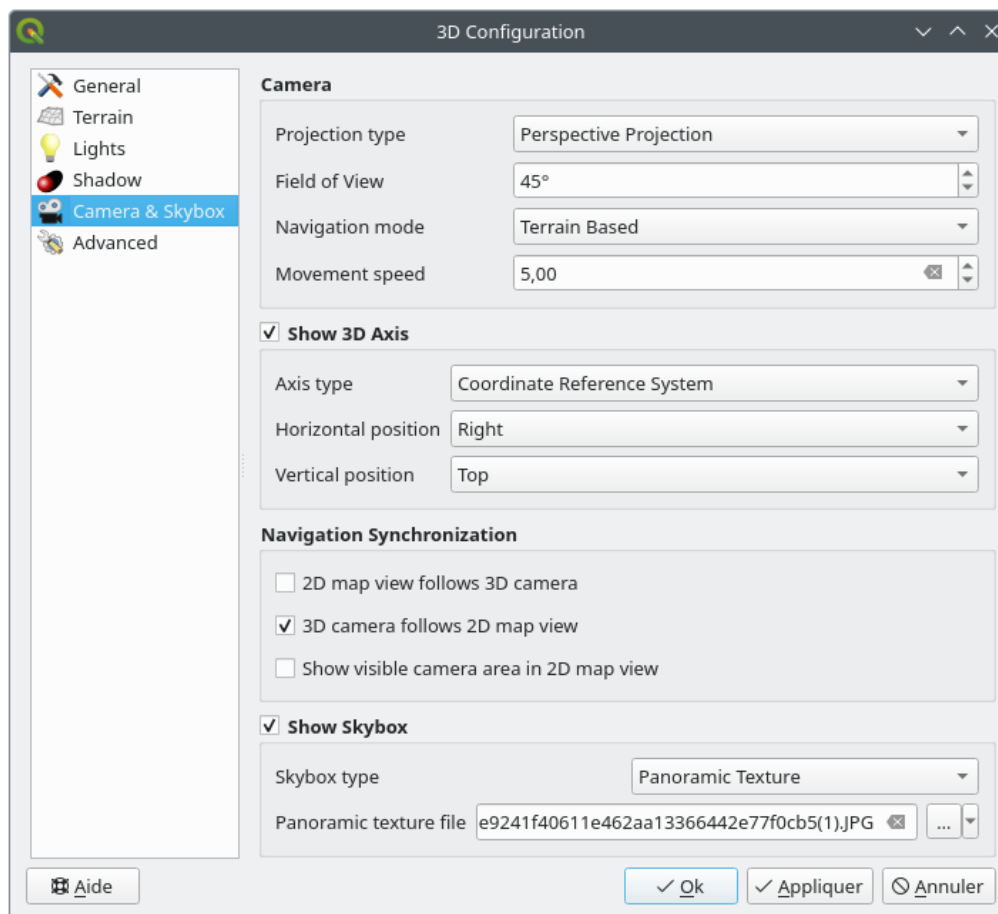 3D Configuration
General
Terrain
Lights
Shadow
Camera & Skybox
Advanced
Camera
Projection type Perspective Projection
Field of View 45°
Navigation mode Terrain Based
Movement speed 5,00
Show 3D Axis
Axis type Coordinate Reference System
Horizontal position Right
Vertical position Top
Navigation Synchronization
2D map view follows 3D camera
3D camera follows 2D map view
Show visible camera area in 2D map view
Show Skybox
Skybox type Panoramic Texture
Panoramic texture file e9241f40611e462aa13366442e77f0cb5(1).JPG ...
Aide Ok Appliquer Annuler